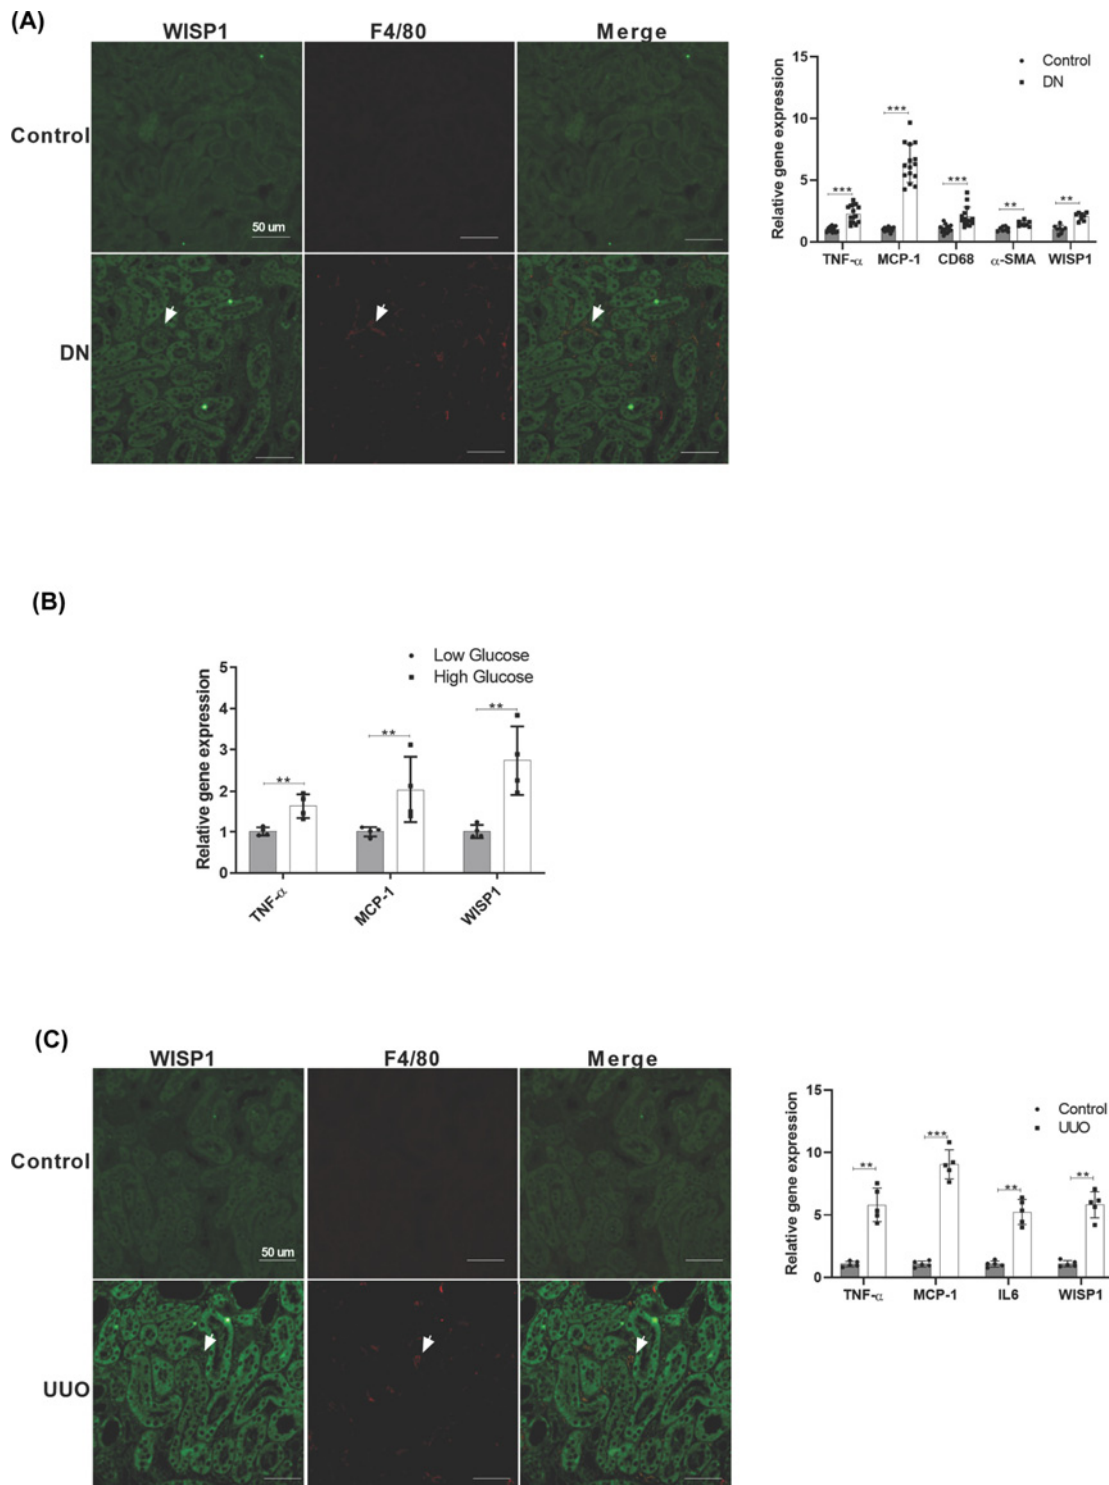 (A)
WISP1 F4/80 Merge
Control
50 um
DN
Relative gene expression
15
10
5
0
Control
DN
*** *** *** ** **
TNF-α MCP-1 CD68 α-SMA WISP1
(B)
Relative gene expression
5
4
3
2
1
0
Low Glucose
High Glucose
** ** **
TNF-α MCP-1 WISP1
(C)
WISP1 F4/80 Merge
Control
50 um
UUO
Relative gene expression
15
10
5
0
Control
UUO
** *** ** **
TNF-α MCP-1 IL6 WISP1